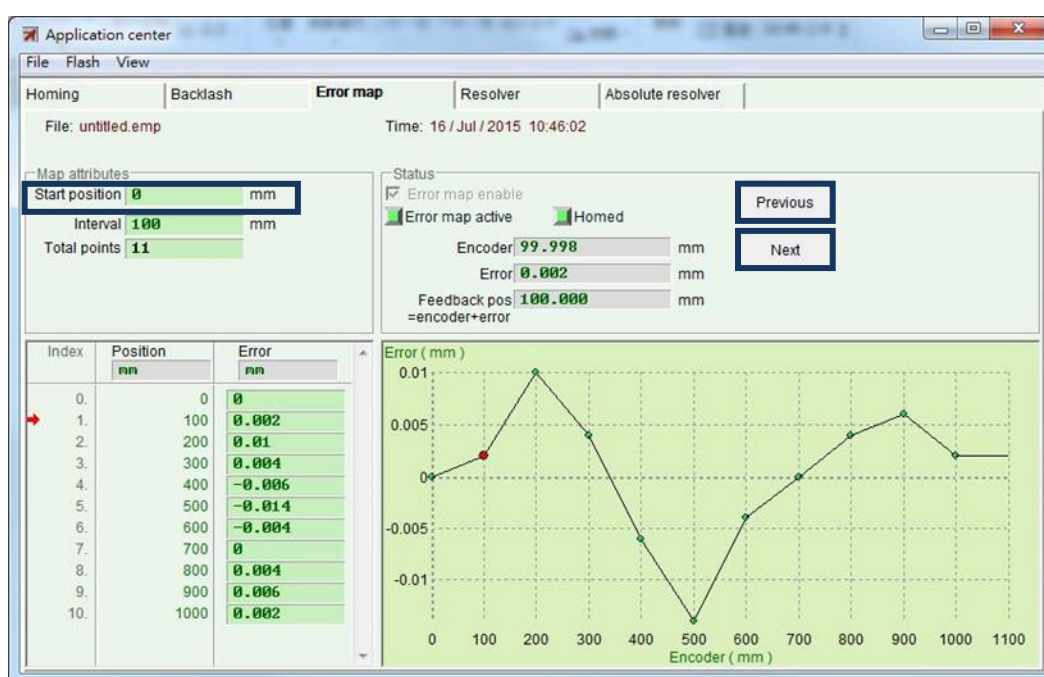 Application center
File Flash View
Homing Backlash Error map Resolver Absolute resolver
File: untitled.emp Time: 16 / Jul / 2015 10:46:02
Map attributes
Start position 0 mm
Interval 100 mm
Total points 11
Status
Error map enable
Error map active Homed
Encoder 99.998 mm
Error 0.002 mm
Feedback pos 100.000 mm
=encoder+error
Previous
Next
Index Position Error
mm mm
0. 0 0
1. 100 0.002
2. 200 0.01
3. 300 0.004
4. 400 -0.006
5. 500 -0.014
6. 600 -0.004
7. 700 0
8. 800 0.004
9. 900 0.006
10. 1000 0.002
Error ( mm )
0.01
0.005
0
-0.005
-0.01
0 100 200 300 400 500 600 700 800 900 1000 1100
Encoder ( mm )